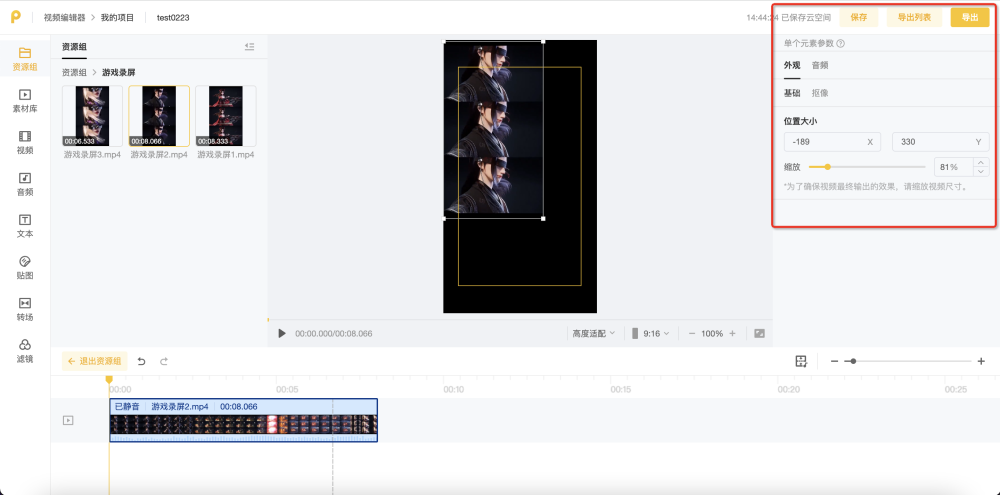 视频编辑器 > 我的项目 test0223
14:44:24 已保存云空间 保存 导出列表 导出
资源组
素材库
视频
音频
文本
贴图
转场
滤镜
资源组
资源组 > 游戏录屏
00:06.533 00:08.066 00:08.333
游戏录屏3.mp4 游戏录屏2.mp4 游戏录屏1.mp4
00:00.000/00:08.066 高度适配 9:16 100%
单个元素参数
外观 音频
基础 抠像
位置大小
-189 X 330 Y
缩放 81%
*为了确保视频最终输出的效果，请缩放视频尺寸。
退出资源组
00:00 00:05 00:10 00:15 00:20 00:25
已静音 游戏录屏2.mp4 00:08.066